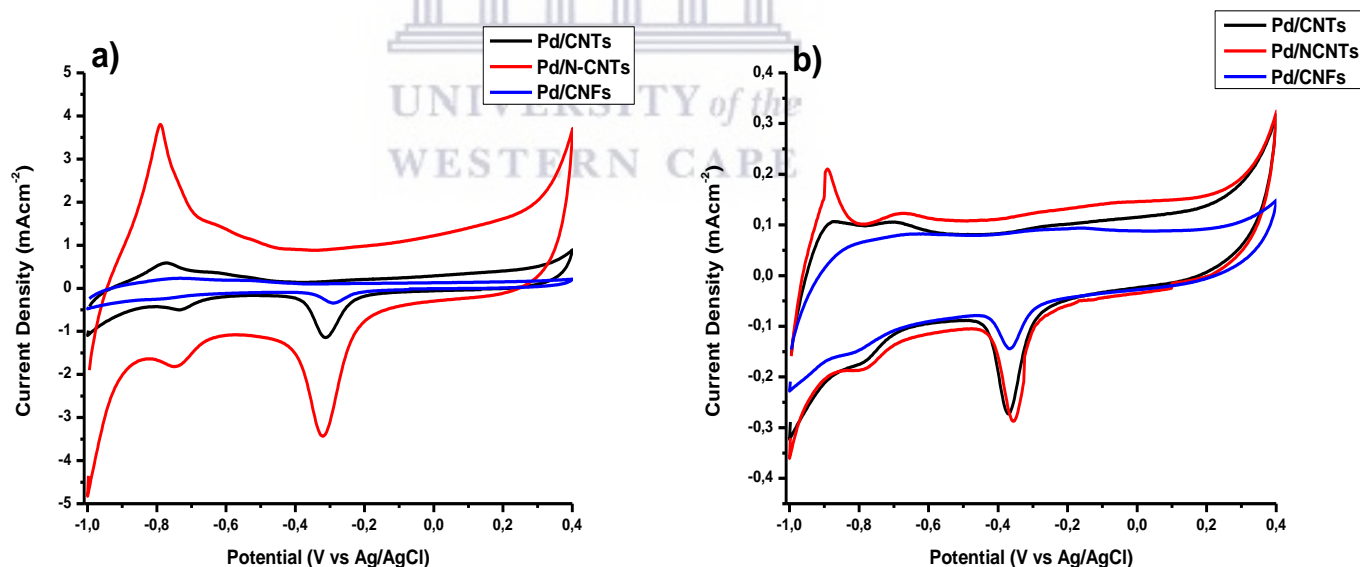 a)
Pd/CNTs
Pd/N-CNTs
Pd/CNFs
UNIVERSITY of the
WESTERN CAPE
5
4
3
2
1
0
-1
-2
-3
-4
-5
Current Density (mAcm-2)
-1,0 -0,8 -0,6 -0,4 -0,2 0,0 0,2 0,4
Potential (V vs Ag/AgCl)
b)
Pd/CNTs
Pd/NCNTs
Pd/CNFs
0,4
0,3
0,2
0,1
0,0
-0,1
-0,2
-0,3
-0,4
Current Density (mAcm-2)
-1,0 -0,8 -0,6 -0,4 -0,2 0,0 0,2 0,4
Potential (V vs Ag/AgCl)